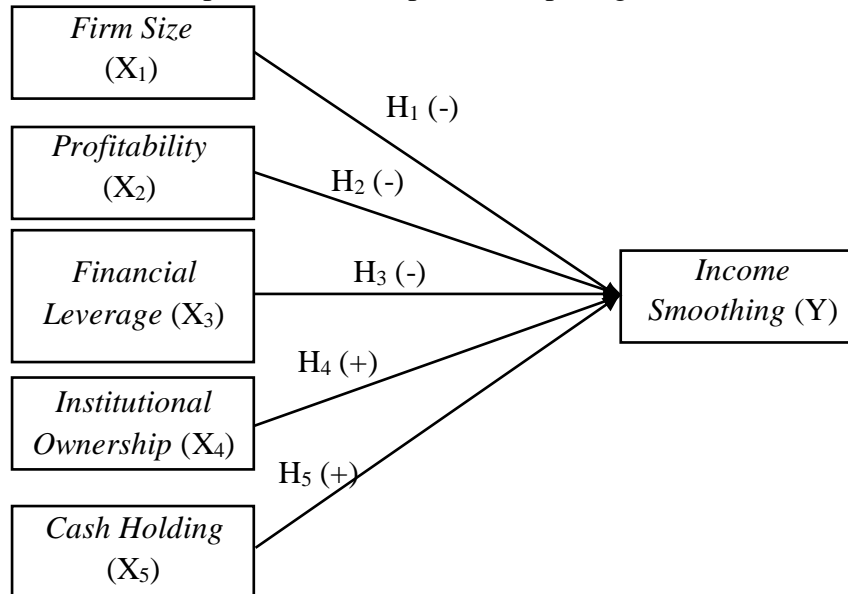 Firm Size
(X₁)
H₁ (-)
Profitability
(X₂)
H₂ (-)
Financial
Leverage (X₃)
H₃ (-)
Income
Smoothing (Y)
Institutional
Ownership (X₄)
H₄ (+)
Cash Holding
(X₅)
H₅ (+)